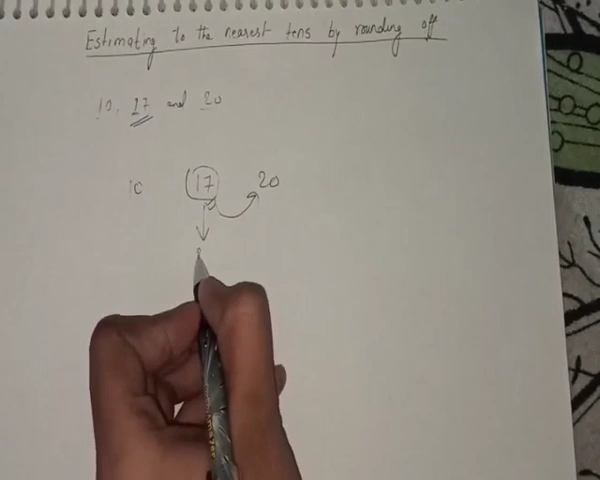 Estimating to the nearest tens by rounding off
10, 17 and 20
10 17 20